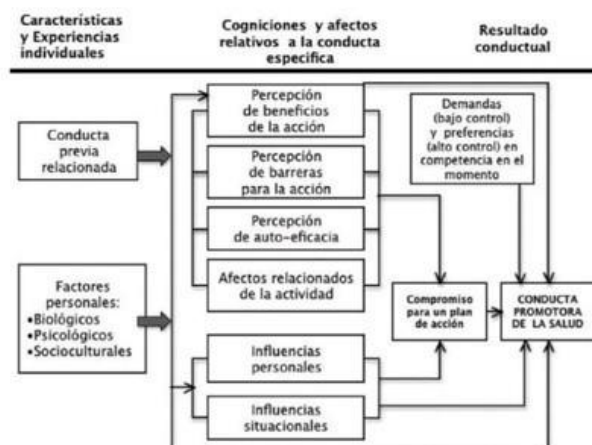 Características
y Experiencias
individuales
Cogniciones y afectos
relativos a la conducta
especifica
Resultado
conductual
Conducta
previa
relacionada
Factores
personales:
•Biológicos
•Psicológicos
•Socioculturales
Percepción
de beneficios
de la acción
Percepción
de barreras
para la acción
Percepción
de auto-eficacia
Afectos relacionados
de la actividad
Influencias
personales
Influencias
situacionales
Demandas
(bajo control)
y preferencias
(alto control) en
competencia en el
momento
Compromiso
para un plan
de acción
CONDUCTA
PROMOTORA
DE LA SALUD